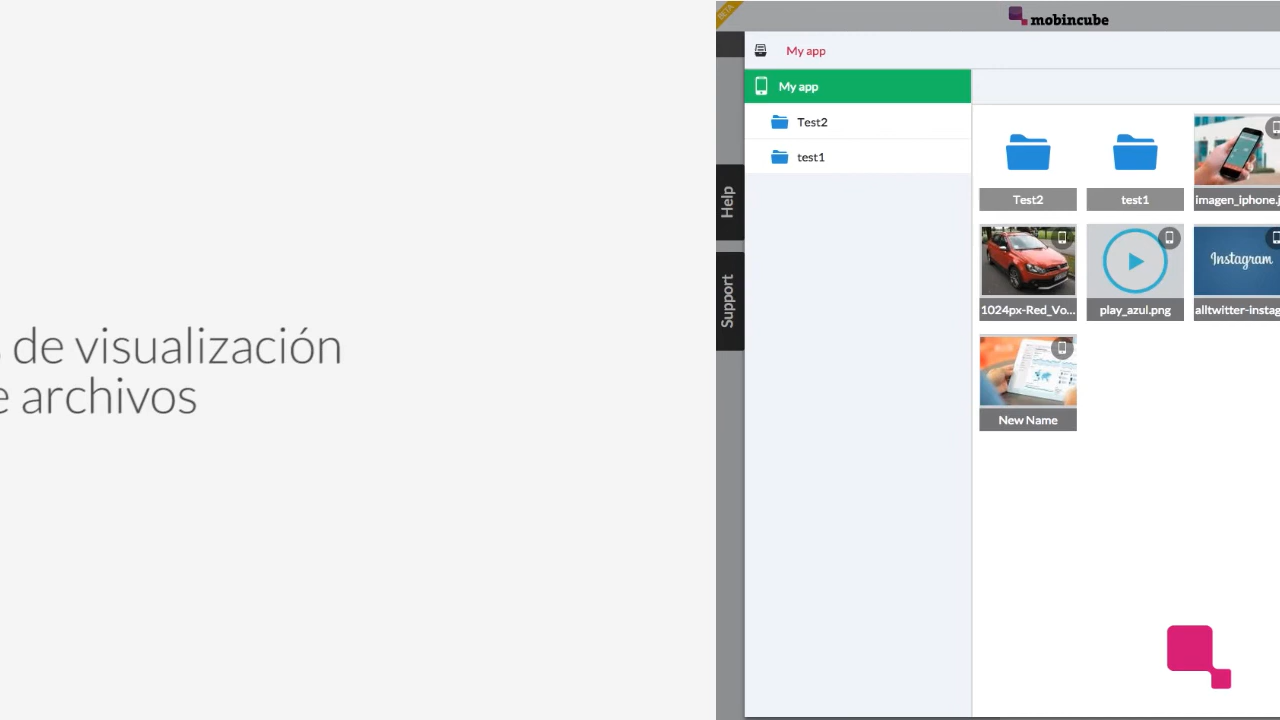 de visualización
archivos
BETA
mobincube
My app
My app
Test2
test1
Help
Support
Test2
test1
imagen_iphone.j
1024px-Red_Vo...
play_azul.png
Instagram
alltwitter-instag
New Name